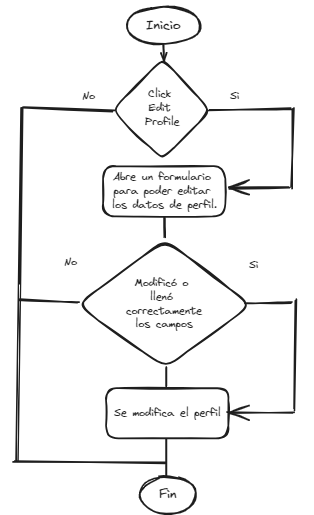 Inicio
No
Si
Click
Edit
Profile
Abre un formulario
para poder editar
los datos de perfil.
No
Si
Modificó o
llenó
correctamente
los campos
Se modifica el perfil
Fin